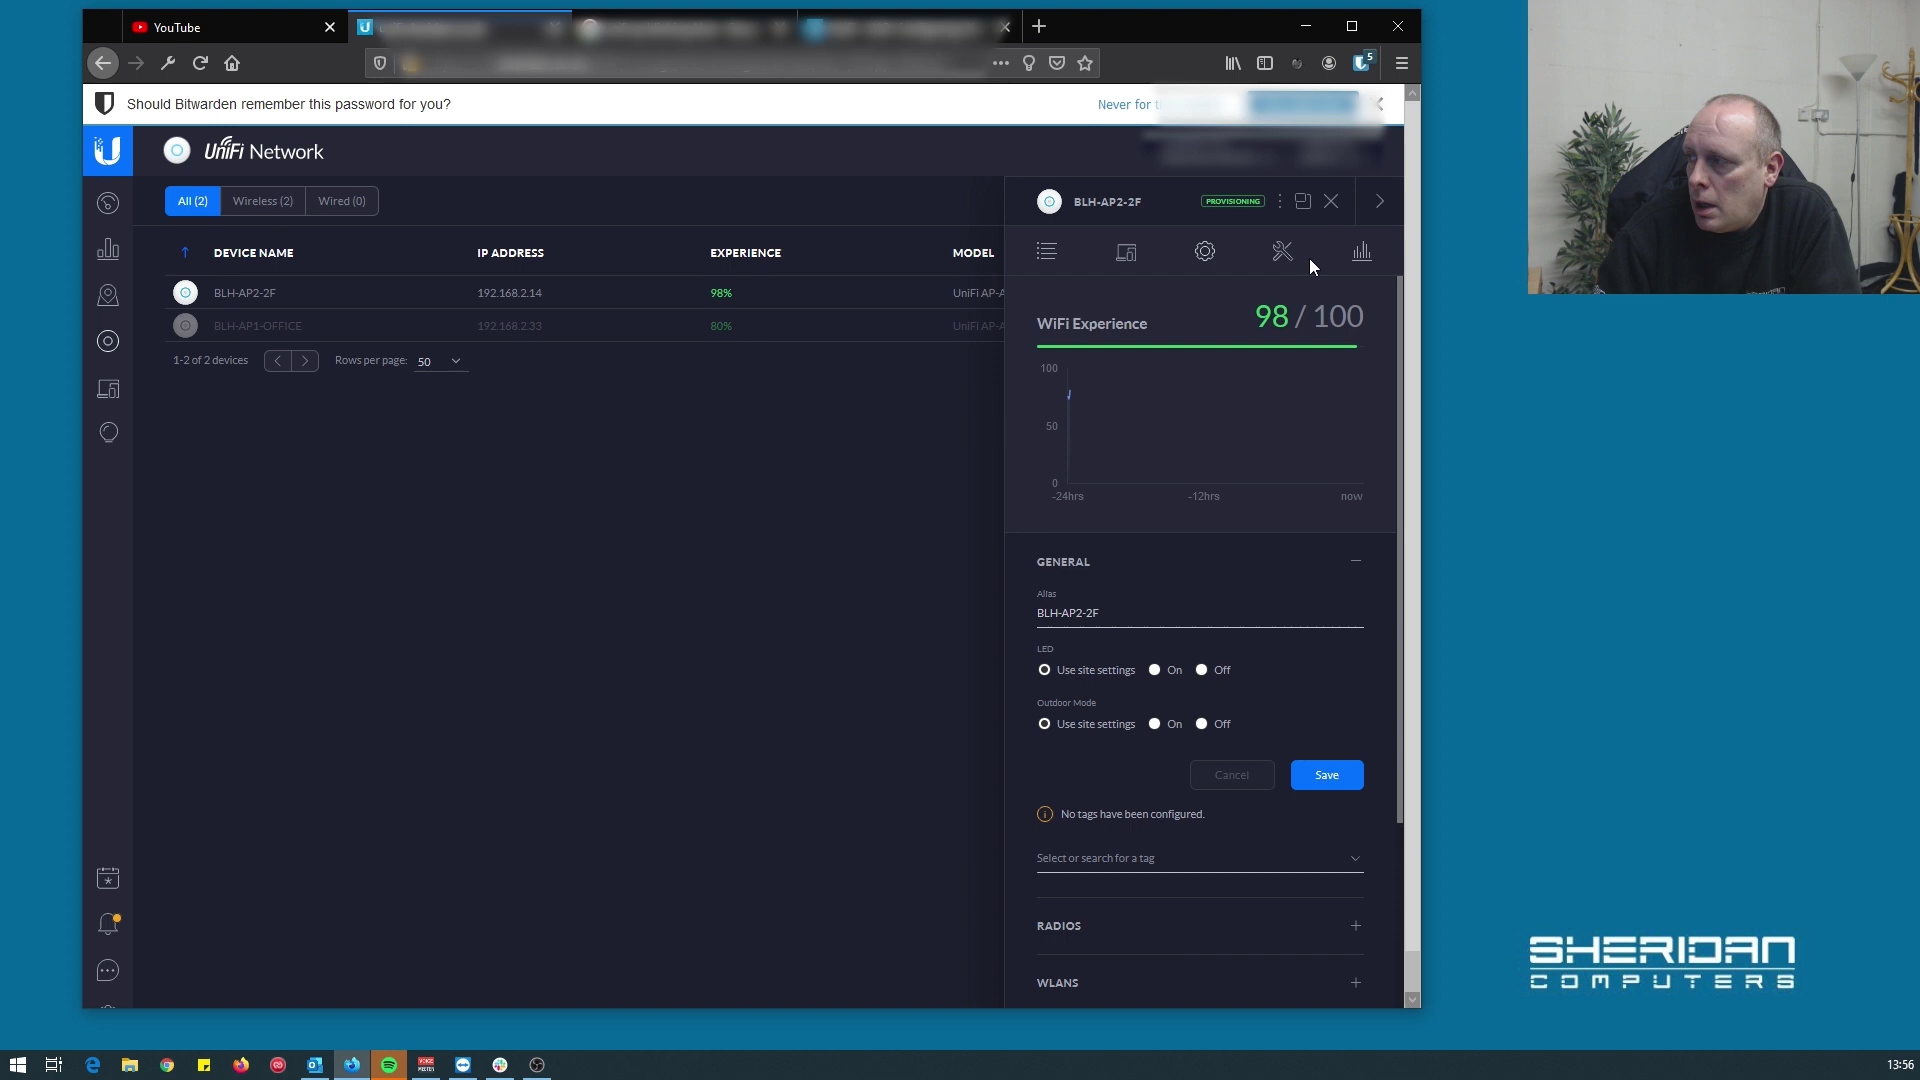 YouTube
Should Bitwarden remember this password for you?
Never for
5
UniFi Network
All (2)
Wireless (2)
Wired (0)
BLH-AP2-2F
PROVISIONING
DEVICE NAME
IP ADDRESS
EXPERIENCE
MODEL
BLH-AP2-2F
192.168.2.14
98%
UniFi AP-A
BLH-AP1-OFFICE
192.168.2.33
80%
UniFi AP-A
1-2 of 2 devices
Rows per page:
50
WiFi Experience
98 / 100
100
50
0
-24hrs
-12hrs
now
GENERAL
Alias
BLH-AP2-2F
LED
Use site settings
On
Off
Outdoor Mode
Use site settings
On
Off
Cancel
Save
No tags have been configured.
Select or search for a tag
RADIOS
WLANS
SHERIDAN
COMPUTERS
13:56